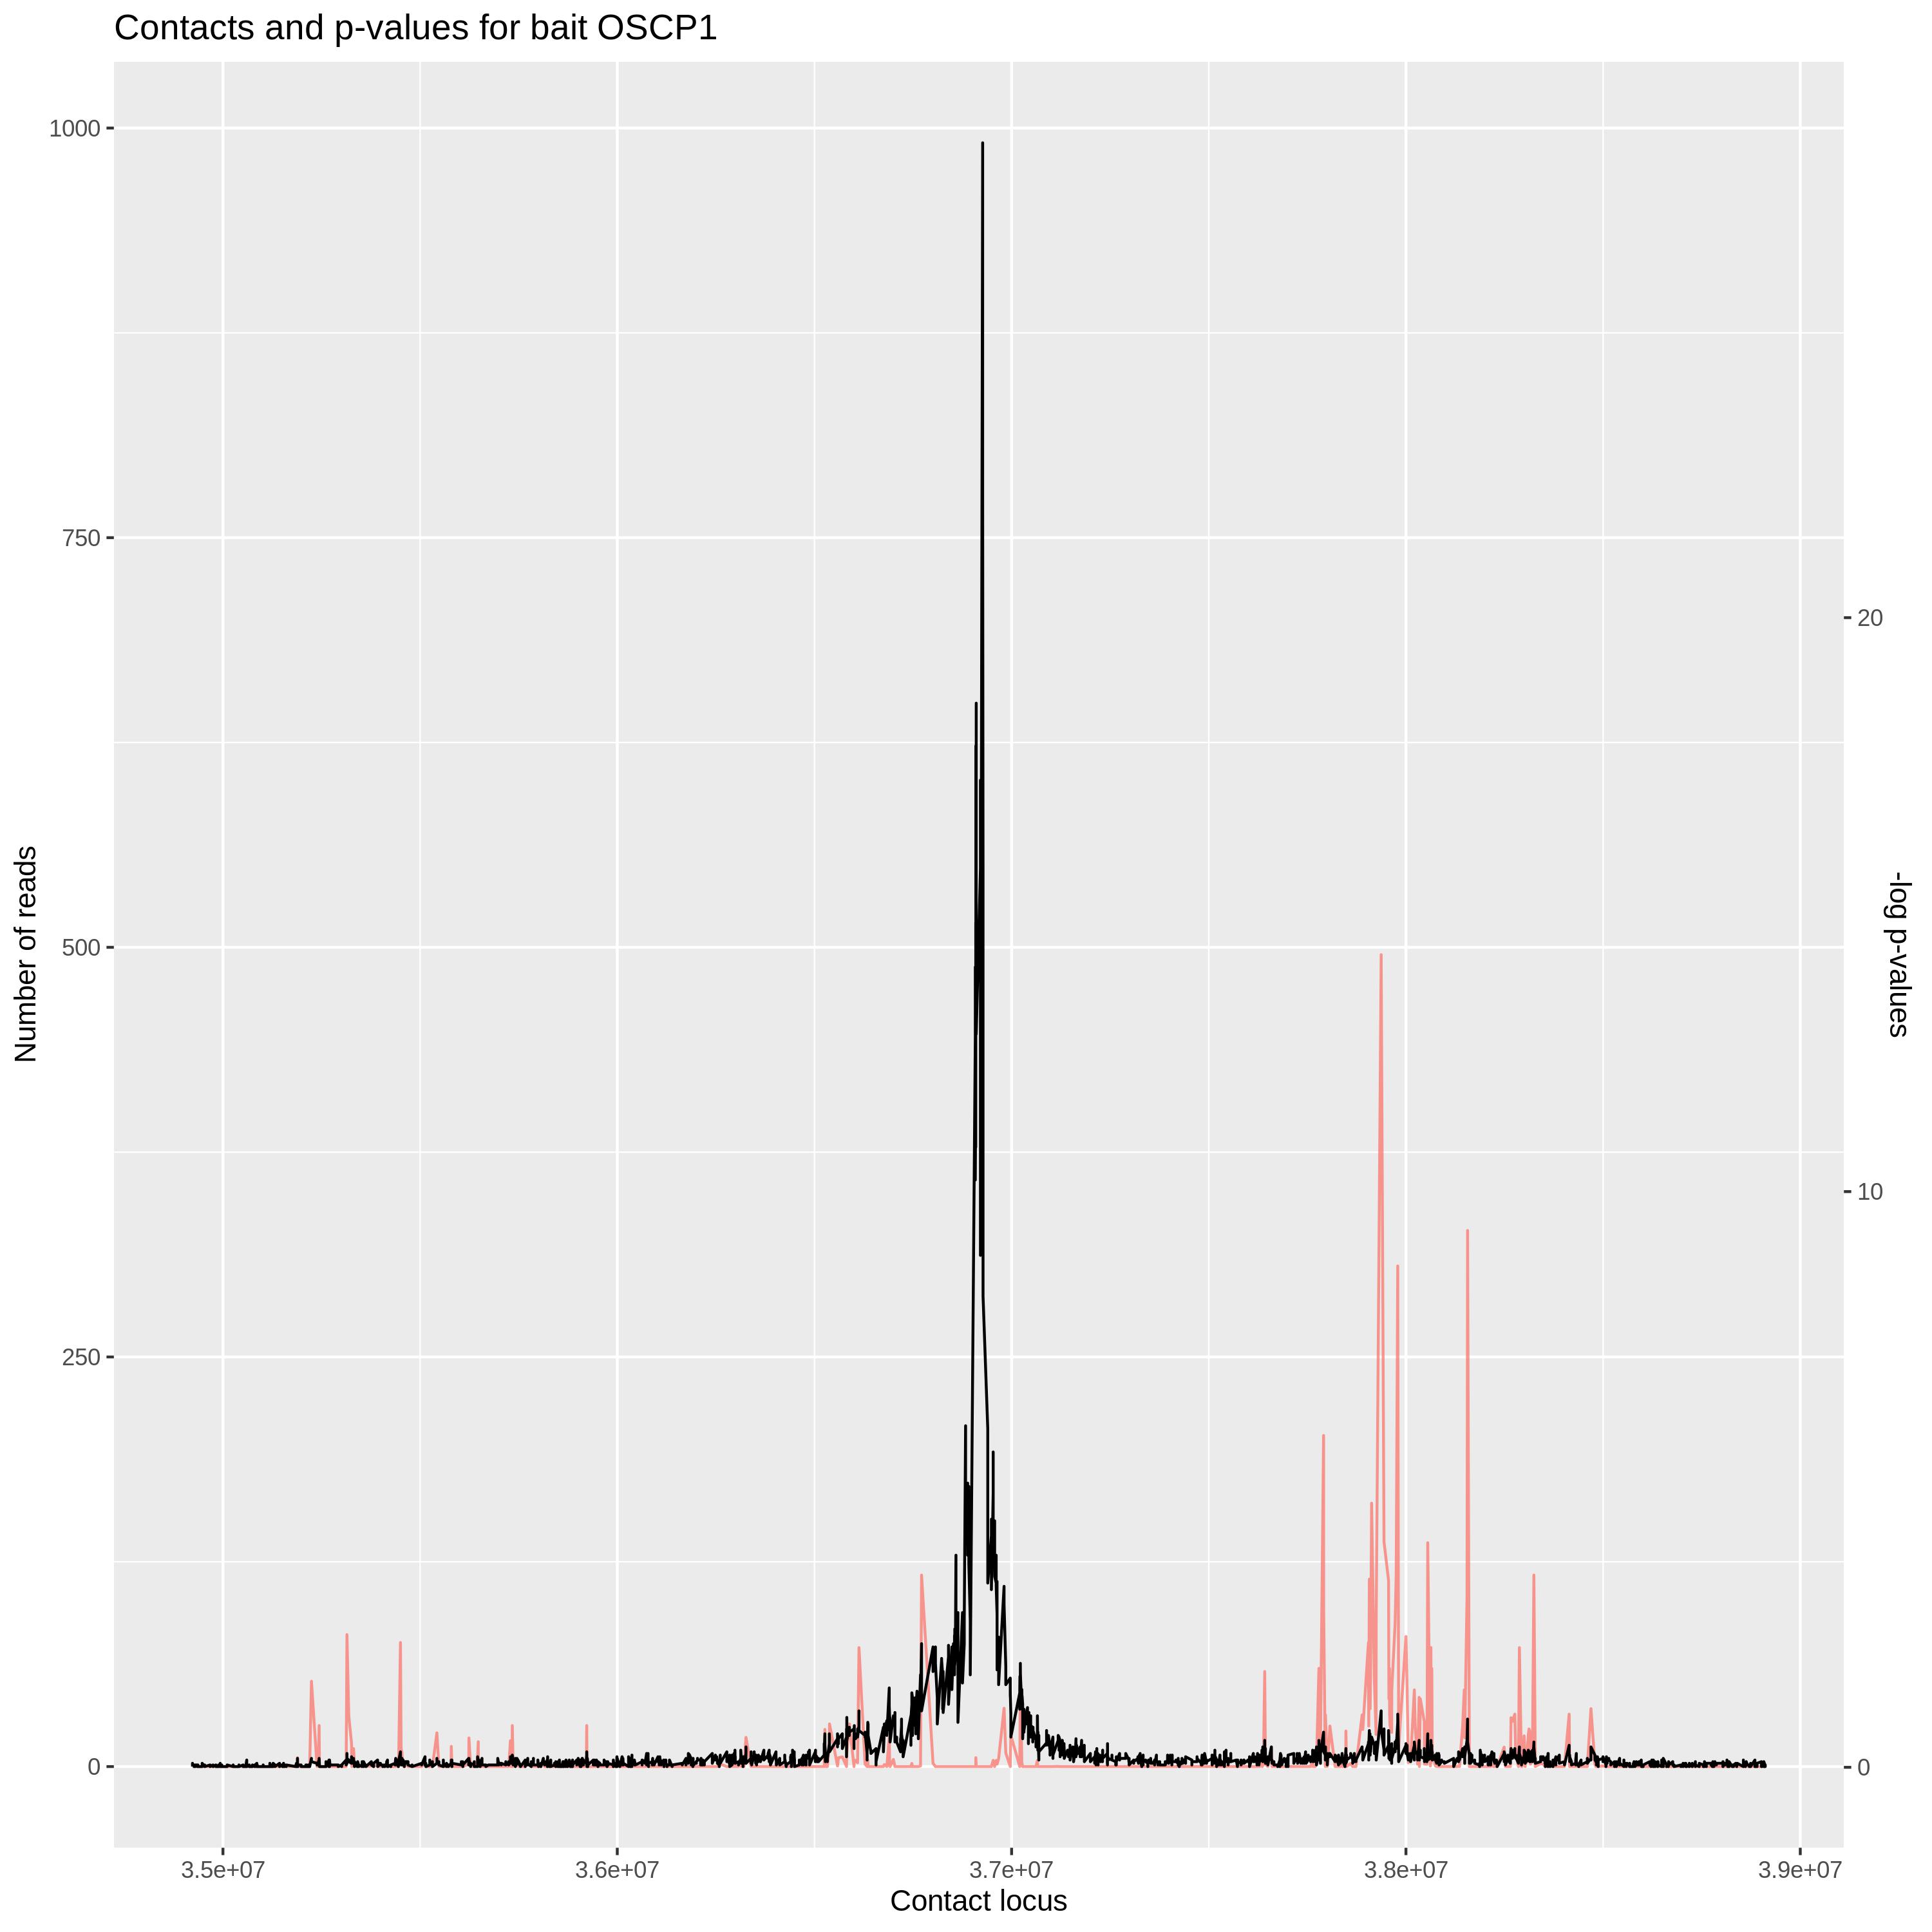 Contacts and p-values for bait OSCP1
1000
750
500
250
0
Number of reads
20
10
0
-log p-values
3.5e+07
3.6e+07
3.7e+07
3.8e+07
3.9e+07
Contact locus